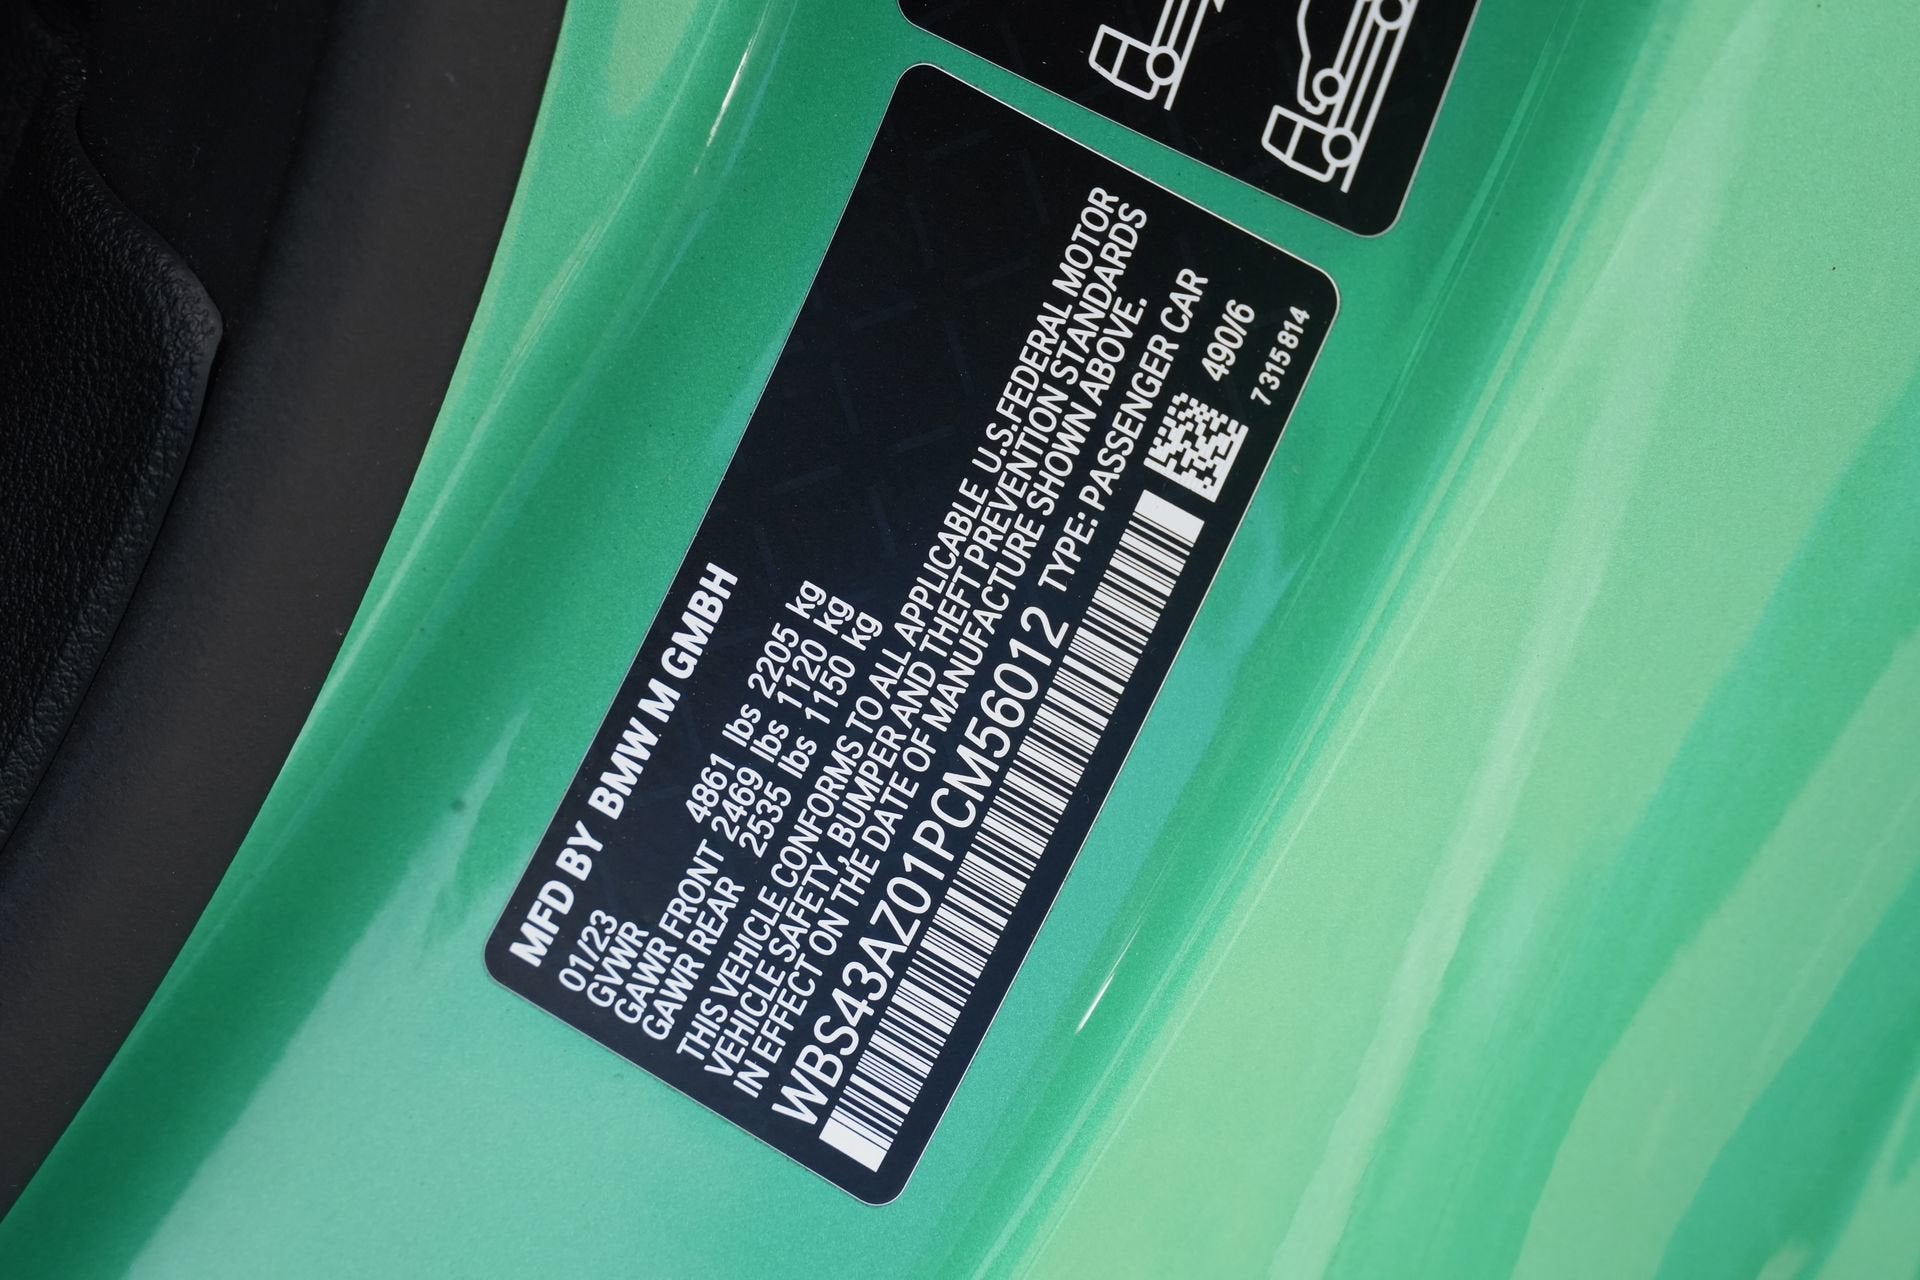 MFD BY BMW M GMBH
01/23
GVWR 4861 lbs 2205 kg
GAWR FRONT 2469 lbs 1120 kg
GAWR REAR 2535 lbs 1150 kg
THIS VEHICLE CONFORMS TO ALL APPLICABLE U.S.FEDERAL MOTOR
VEHICLE SAFETY, BUMPER AND THEFT PREVENTION STANDARDS
IN EFFECT ON THE DATE OF MANUFACTURE SHOWN ABOVE.
WBS43AZ01PCM56012 TYPE: PASSENGER CAR
490/6
7 315 814